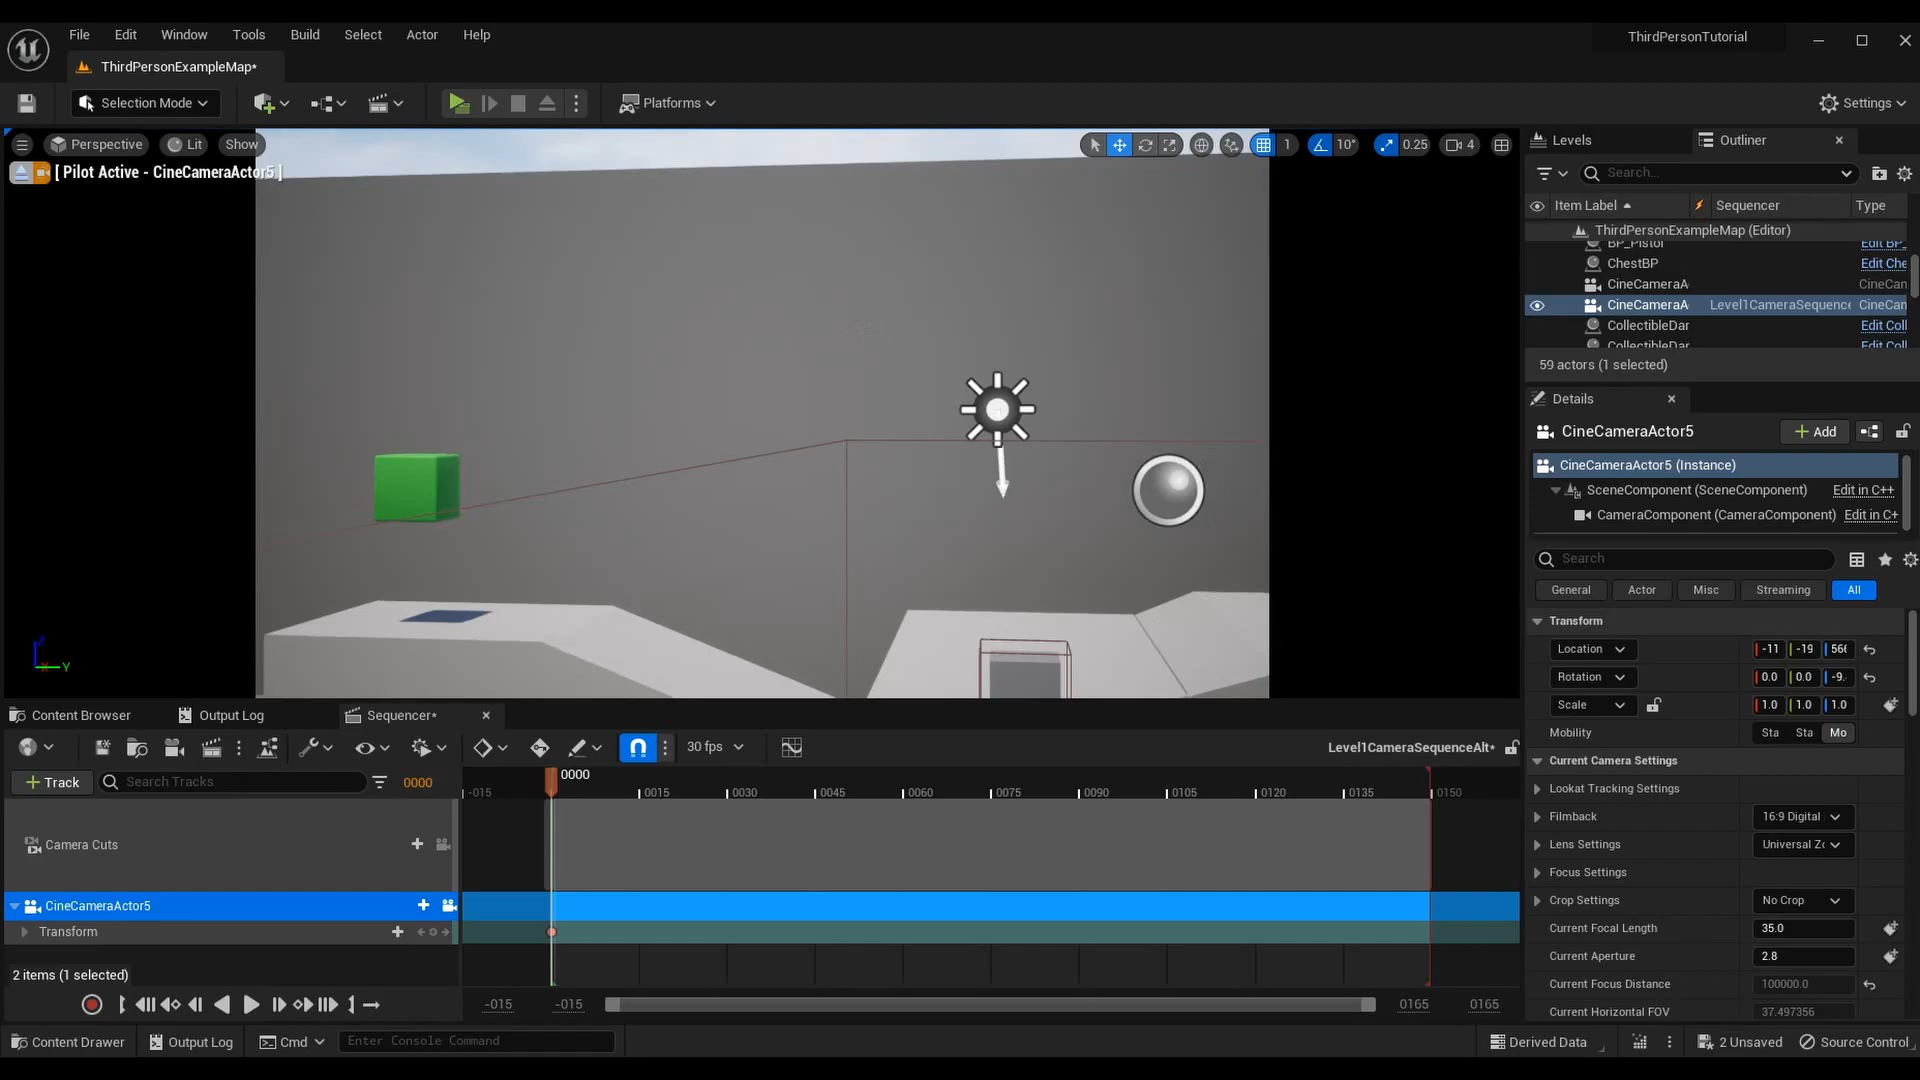 File Edit Window Tools Build Select Actor Help
ThirdPersonTutorial
ThirdPersonExampleMap*
Selection Mode
Platforms
Settings
Perspective Lit Show
1 10° 0.25 4
[ Pilot Active - CineCameraActor5 ]
Levels
Outliner
Search...
Item Label Sequencer Type
ThirdPersonExampleMap (Editor)
BP_Pistol Edit BP_
ChestBP Edit Che
CineCameraA CineCam
CineCameraA Level1CameraSequence CineCam
CollectibleDar Edit Coll
CollectibleDar Edit Coll
59 actors (1 selected)
Details
CineCameraActor5
Add
CineCameraActor5 (Instance)
SceneComponent (SceneComponent) Edit in C++
CameraComponent (CameraComponent) Edit in C+
Search
General Actor Misc Streaming All
Transform
Location -11 -19 566
Rotation 0.0 0.0 -9.
Scale 1.0 1.0 1.0
Mobility Sta Sta Mo
Current Camera Settings
Lookat Tracking Settings
Filmback 16:9 Digital
Lens Settings Universal Zo
Focus Settings
Crop Settings No Crop
Current Focal Length 35.0
Current Aperture 2.8
Current Focus Distance 100000.0
Current Horizontal FOV 37.497356
Z
X Y
Content Browser
Output Log
Sequencer*
30 fps
Level1CameraSequenceAlt*
Track
Search Tracks
0000
0000
-015 0015 0030 0045 0060 0075 0090 0105 0120 0135 0150
Camera Cuts
CineCameraActor5
Transform
2 items (1 selected)
-015 -015 0165 0165
Content Drawer
Output Log
Cmd
Enter Console Command
Derived Data
2 Unsaved
Source Control